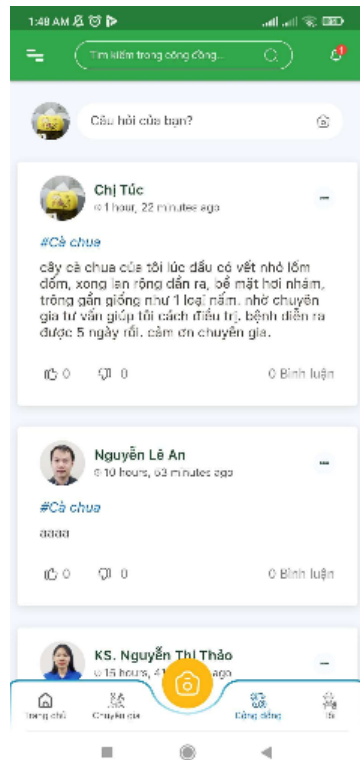 1:48 AM
Tìm kiếm trong cộng đồng...
Câu hỏi của bạn?
Chị Túc
1 hour, 22 minutes ago
#Cà chua
cây cà chua của tôi lúc đầu có vết nhỏ lốm
đốm, xong lan rộng dần ra, bề mặt hơi nhám,
trông gần giống như 1 loại nấm. nhờ chuyên
gia tư vấn giúp tôi cách điều trị. bệnh diễn ra
được 5 ngày rồi. cảm ơn chuyên gia.
0 0 0 Bình luận
Nguyễn Lê An
10 hours, 53 minutes ago
#Cà chua
aaaa
0 0 0 Bình luận
KS. Nguyễn Thị Thảo
15 hours, ago
Trang chủ Chuyên gia Cộng đồng Tôi